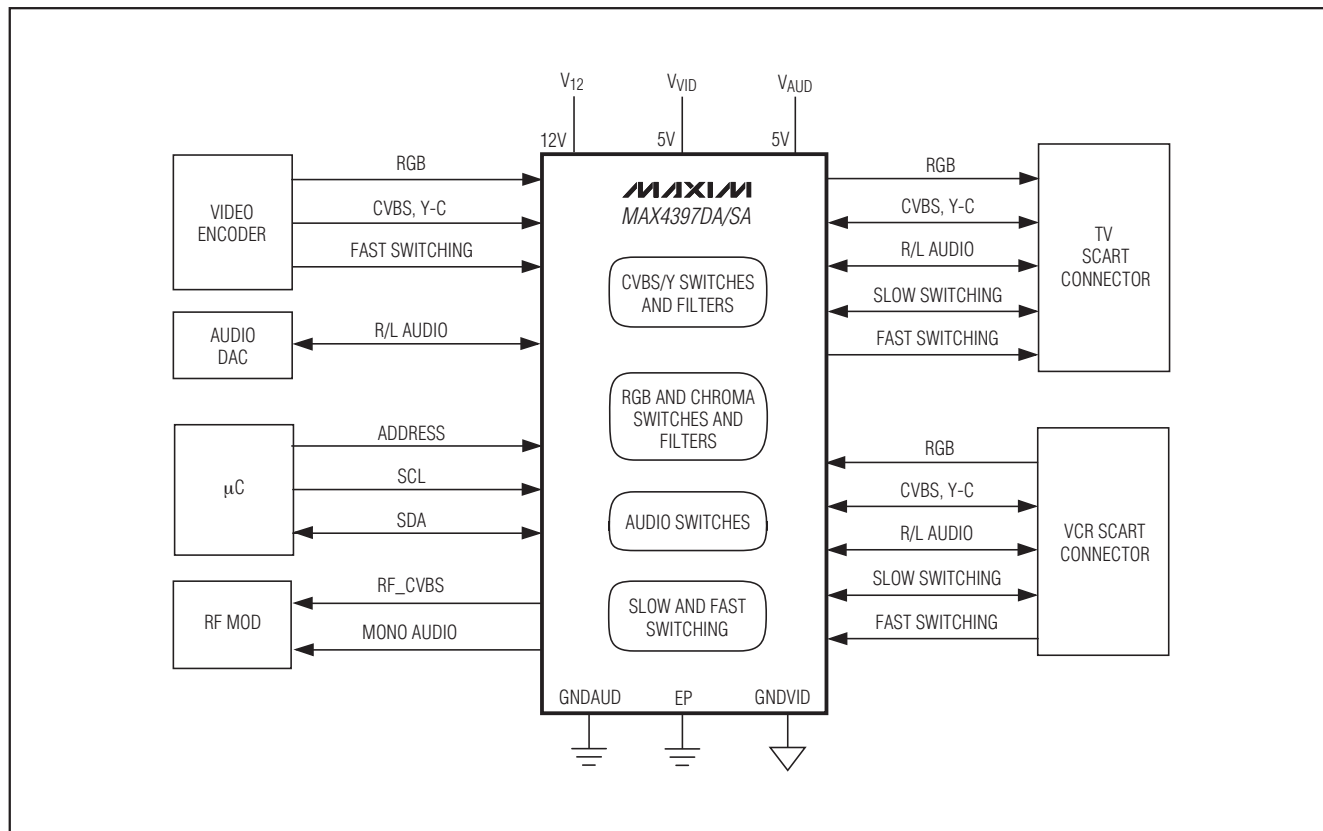 V12
VVID
VAUD
12V
5V
5V
VIDEO
ENCODER
RGB
CVBS, Y-C
FAST SWITCHING
AUDIO
DAC
R/L AUDIO
μC
ADDRESS
SCL
SDA
RF MOD
RF_CVBS
MONO AUDIO
MAXIM
MAX4397DA/SA
CVBS/Y SWITCHES
AND FILTERS
RGB AND CHROMA
SWITCHES AND
FILTERS
AUDIO SWITCHES
SLOW AND FAST
SWITCHING
GNDAUD
EP
GNDVID
RGB
CVBS, Y-C
R/L AUDIO
SLOW SWITCHING
FAST SWITCHING
TV
SCART
CONNECTOR
RGB
CVBS, Y-C
R/L AUDIO
SLOW SWITCHING
FAST SWITCHING
VCR SCART
CONNECTOR